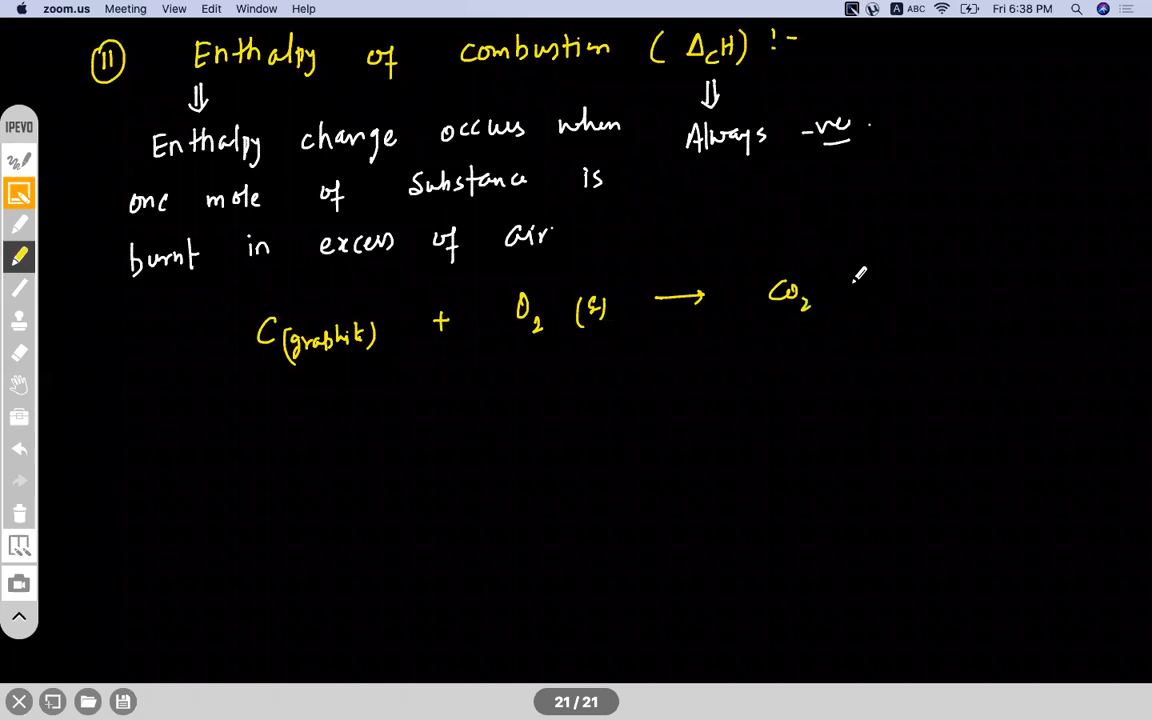 zoom.us Meeting View Edit Window Help A ABC Fri 6:38 PM
(11) Enthalpy of combustion (ΔcH) :-
⇓ ⇓
Enthalpy change occurs when Always -ve.
one mole of substance is
burnt in excess of air
C(graphite) + O₂ (g) → CO₂
IPEVO
21 / 21